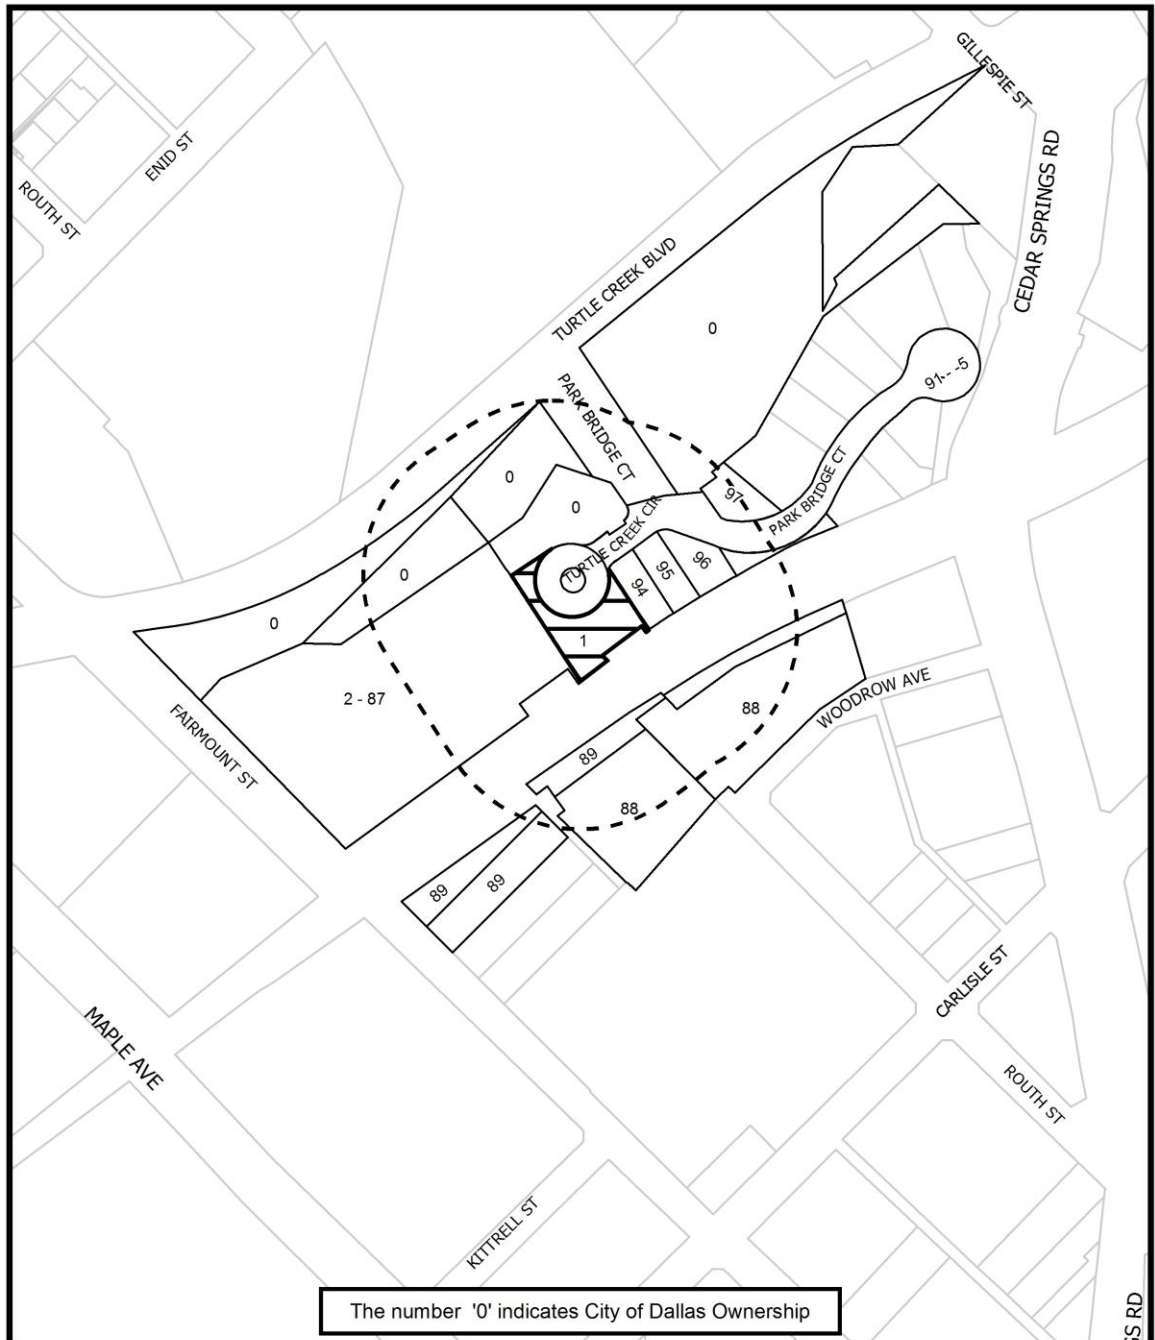 GILLESPIE ST
ENID ST
ROUTH ST
CEDAR SPRINGS RD
TURTLE CREEK BLVD
0
91-- -5
PARK BRIDGE CT
PARK BRIDGE CT
0
97
0
TURTLE CREEK CIR
96
95
94
0
0
1
2 - 87
FAIRMOUNT ST
88
WOODROW AVE
89
88
89
89
CARLISLE ST
MAPLE AVE
ROUTH ST
KITTRELL ST
The number '0' indicates City of Dallas Ownership
GS RD